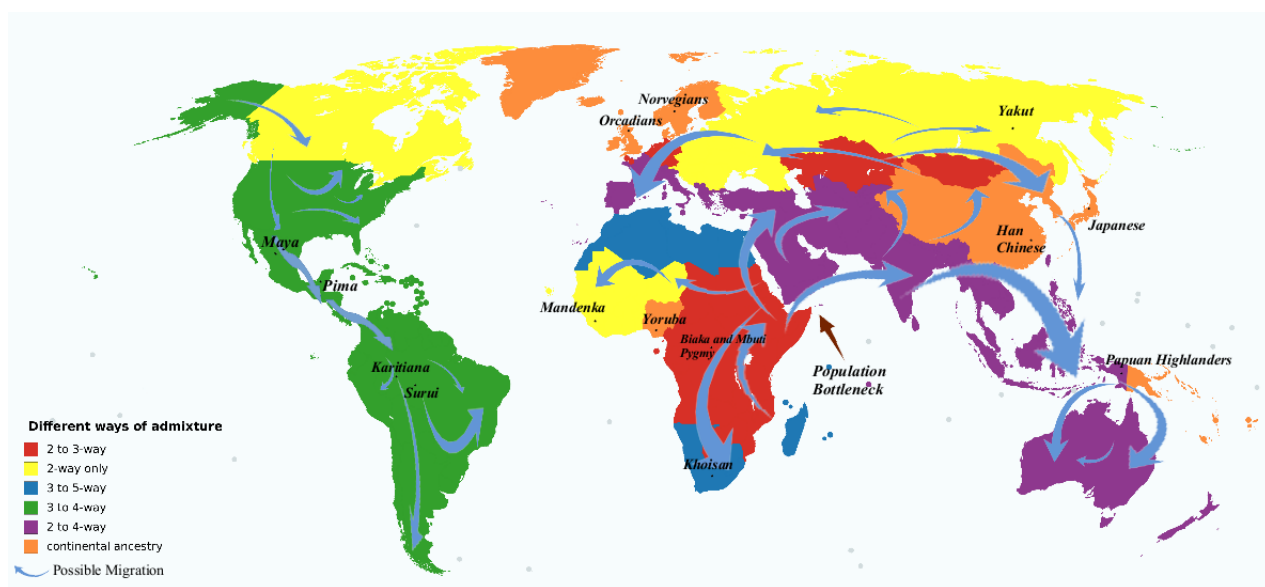 Norvegians
Orcadians
Yakut
Maya
Pima
Mandenka
Yoruba
Biaka and Mbuti
Pygmy
Han
Chinese
Japanese
Karitiana
Surui
Khoisan
Population
Bottleneck
Papuan Highlanders
Different ways of admixture
2 to 3-way
2-way only
3 to 5-way
3 to 4-way
2 to 4-way
continental ancestry
Possible Migration